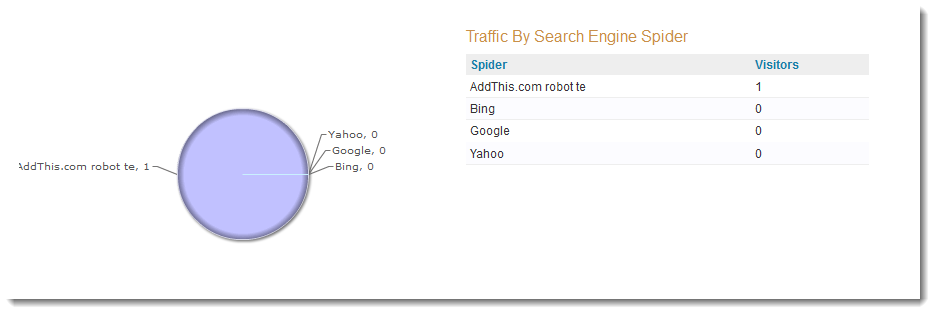 Traffic By Search Engine Spider
Spider Visitors
AddThis.com robot te 1
Bing 0
Google 0
Yahoo 0
Yahoo, 0
Google, 0
Bing, 0
AddThis.com robot te, 1